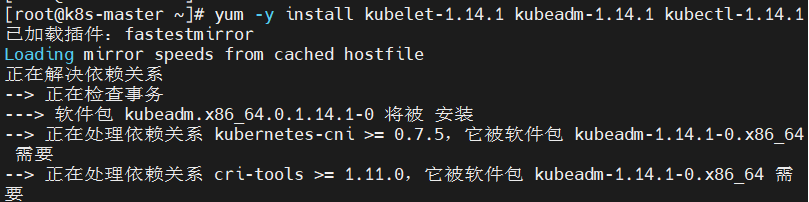 [root@k8s-master ~]# yum -y install kubelet-1.14.1 kubeadm-1.14.1 kubectl-1.14.1
已加载插件：fastestmirror
Loading mirror speeds from cached hostfile
正在解决依赖关系
--> 正在检查事务
---> 软件包 kubeadm.x86_64.0.1.14.1-0 将被 安装
--> 正在处理依赖关系 kubernetes-cni >= 0.7.5，它被软件包 kubeadm-1.14.1-0.x86_64
需要
--> 正在处理依赖关系 cri-tools >= 1.11.0，它被软件包 kubeadm-1.14.1-0.x86_64 需
要